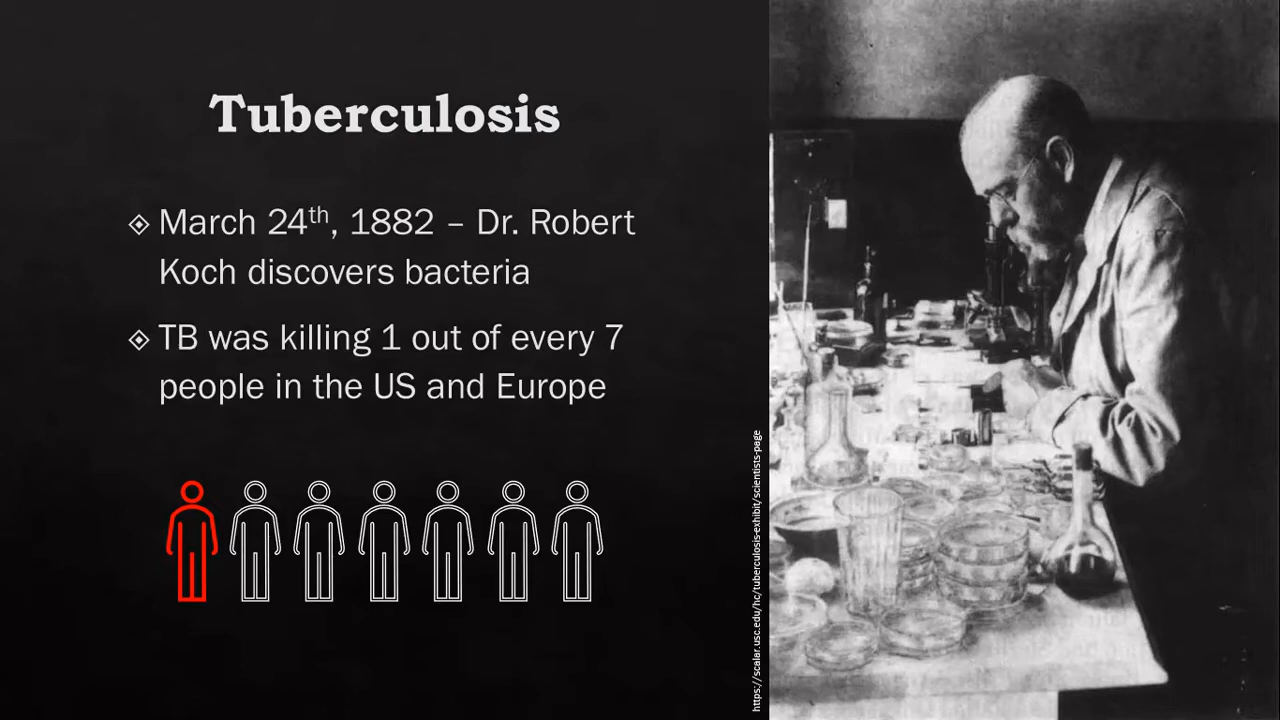 Tuberculosis
March 24th, 1882 – Dr. Robert
Koch discovers bacteria
TB was killing 1 out of every 7
people in the US and Europe
https://scalar.usc.edu/hc/tuberculosis-exhibit/scientists-page